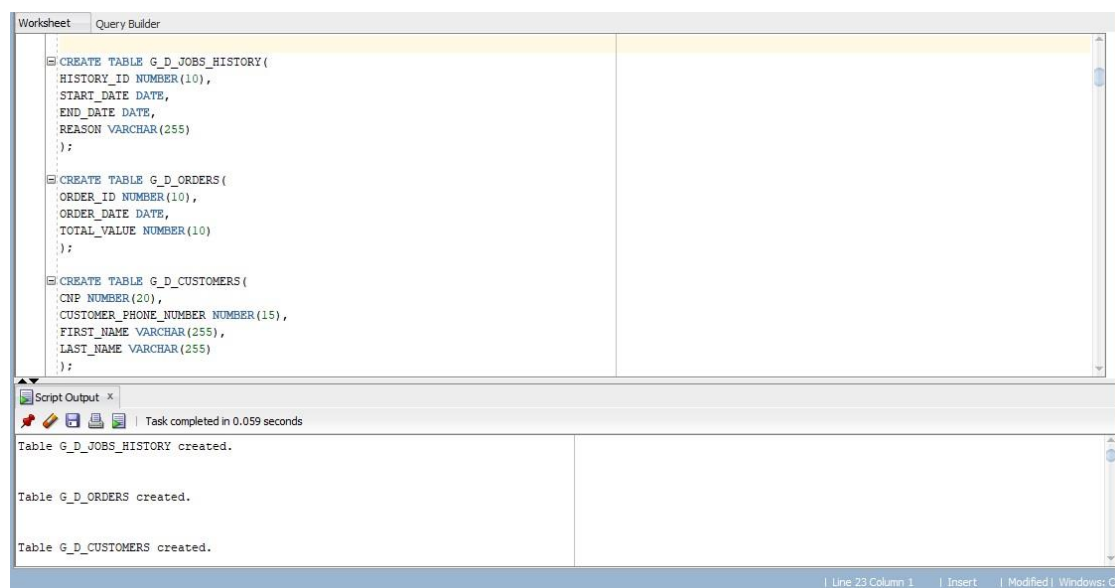 Worksheet Query Builder
CREATE TABLE G_D_JOBS_HISTORY(
HISTORY_ID NUMBER(10),
START_DATE DATE,
END_DATE DATE,
REASON VARCHAR(255)
);
CREATE TABLE G_D_ORDERS(
ORDER_ID NUMBER(10),
ORDER_DATE DATE,
TOTAL_VALUE NUMBER(10)
);
CREATE TABLE G_D_CUSTOMERS(
CNP NUMBER(20),
CUSTOMER_PHONE_NUMBER NUMBER(15),
FIRST_NAME VARCHAR(255),
LAST_NAME VARCHAR(255)
);
Script Output x
| Task completed in 0.059 seconds
Table G_D_JOBS_HISTORY created.
Table G_D_ORDERS created.
Table G_D_CUSTOMERS created.
| Line 23 Column 1 | Insert | Modified | Windows: C